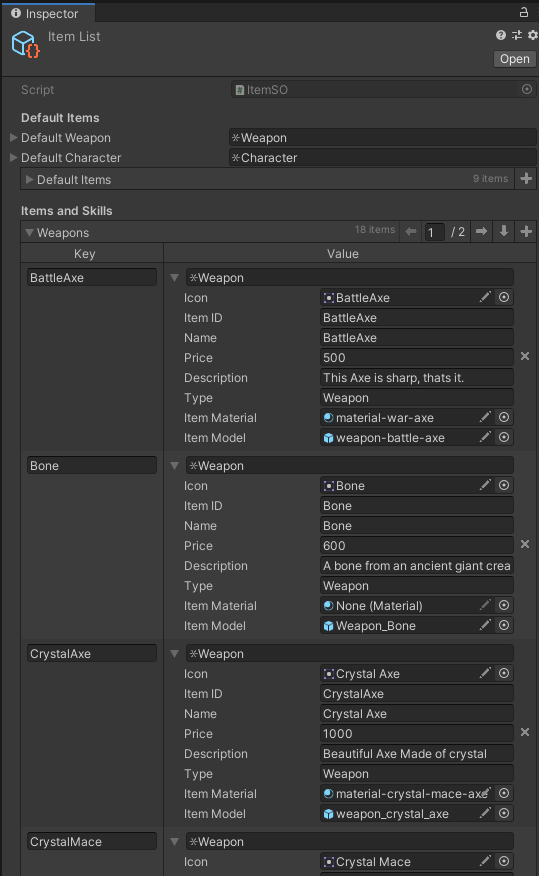 Inspector
Item List
Open
Script
ItemSO
Default Items
Default Weapon
Weapon
Default Character
Character
Default Items
9 items
Items and Skills
Weapons
18 items
1
/ 2
Key
Value
BattleAxe
Weapon
Icon
BattleAxe
Item ID
BattleAxe
Name
BattleAxe
Price
500
Description
This Axe is sharp, thats it.
Type
Weapon
Item Material
material-war-axe
Item Model
weapon-battle-axe
Bone
Weapon
Icon
Bone
Item ID
Bone
Name
Bone
Price
600
Description
A bone from an ancient giant crea
Type
Weapon
Item Material
None (Material)
Item Model
Weapon_Bone
CrystalAxe
Weapon
Icon
Crystal Axe
Item ID
CrystalAxe
Name
Crystal Axe
Price
1000
Description
Beautiful Axe Made of crystal
Type
Weapon
Item Material
material-crystal-mace-axe
Item Model
weapon_crystal_axe
CrystalMace
Weapon
Icon
Crystal Mace